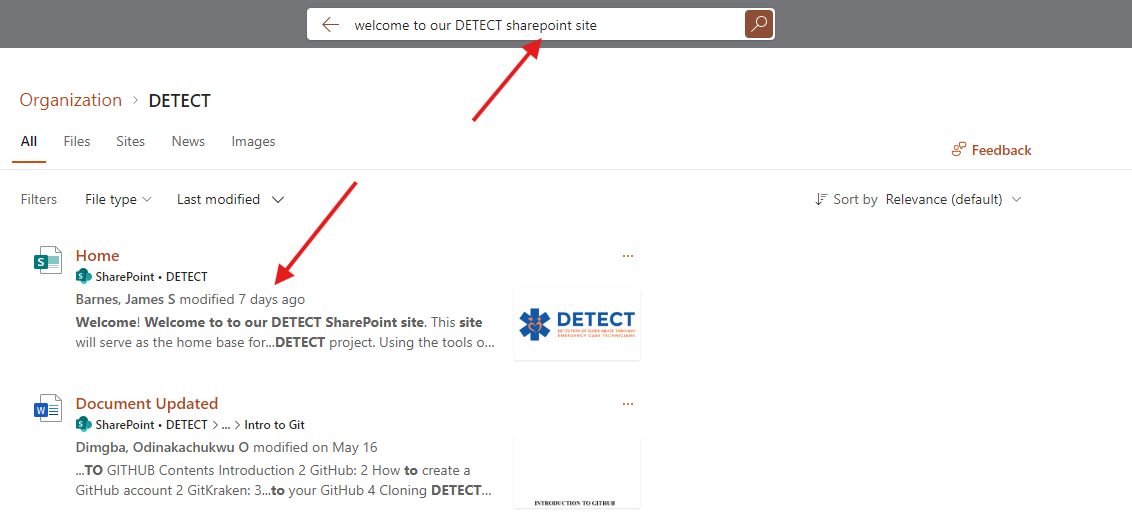 welcome to our DETECT sharepoint site
Organization > DETECT
All Files Sites News Images
Feedback
Filters File type Last modified
Sort by Relevance (default)
Home
SharePoint • DETECT
Barnes, James S modified 7 days ago
Welcome! Welcome to to our DETECT SharePoint site. This site
will serve as the home base for...DETECT project. Using the tools o...
DETECT
DETECTION OF ELDER ABUSE THROUGH
EMERGENCY CARE TECHNICIANS
Document Updated
SharePoint • DETECT > ... > Intro to Git
Dimgba, Odinakachukwu O modified on May 16
...TO GITHUB Contents Introduction 2 GitHub: 2 How to create a
GitHub account 2 GitKraken: 3...to your GitHub 4 Cloning DETECT...
INTRODUCTION TO GITHUB